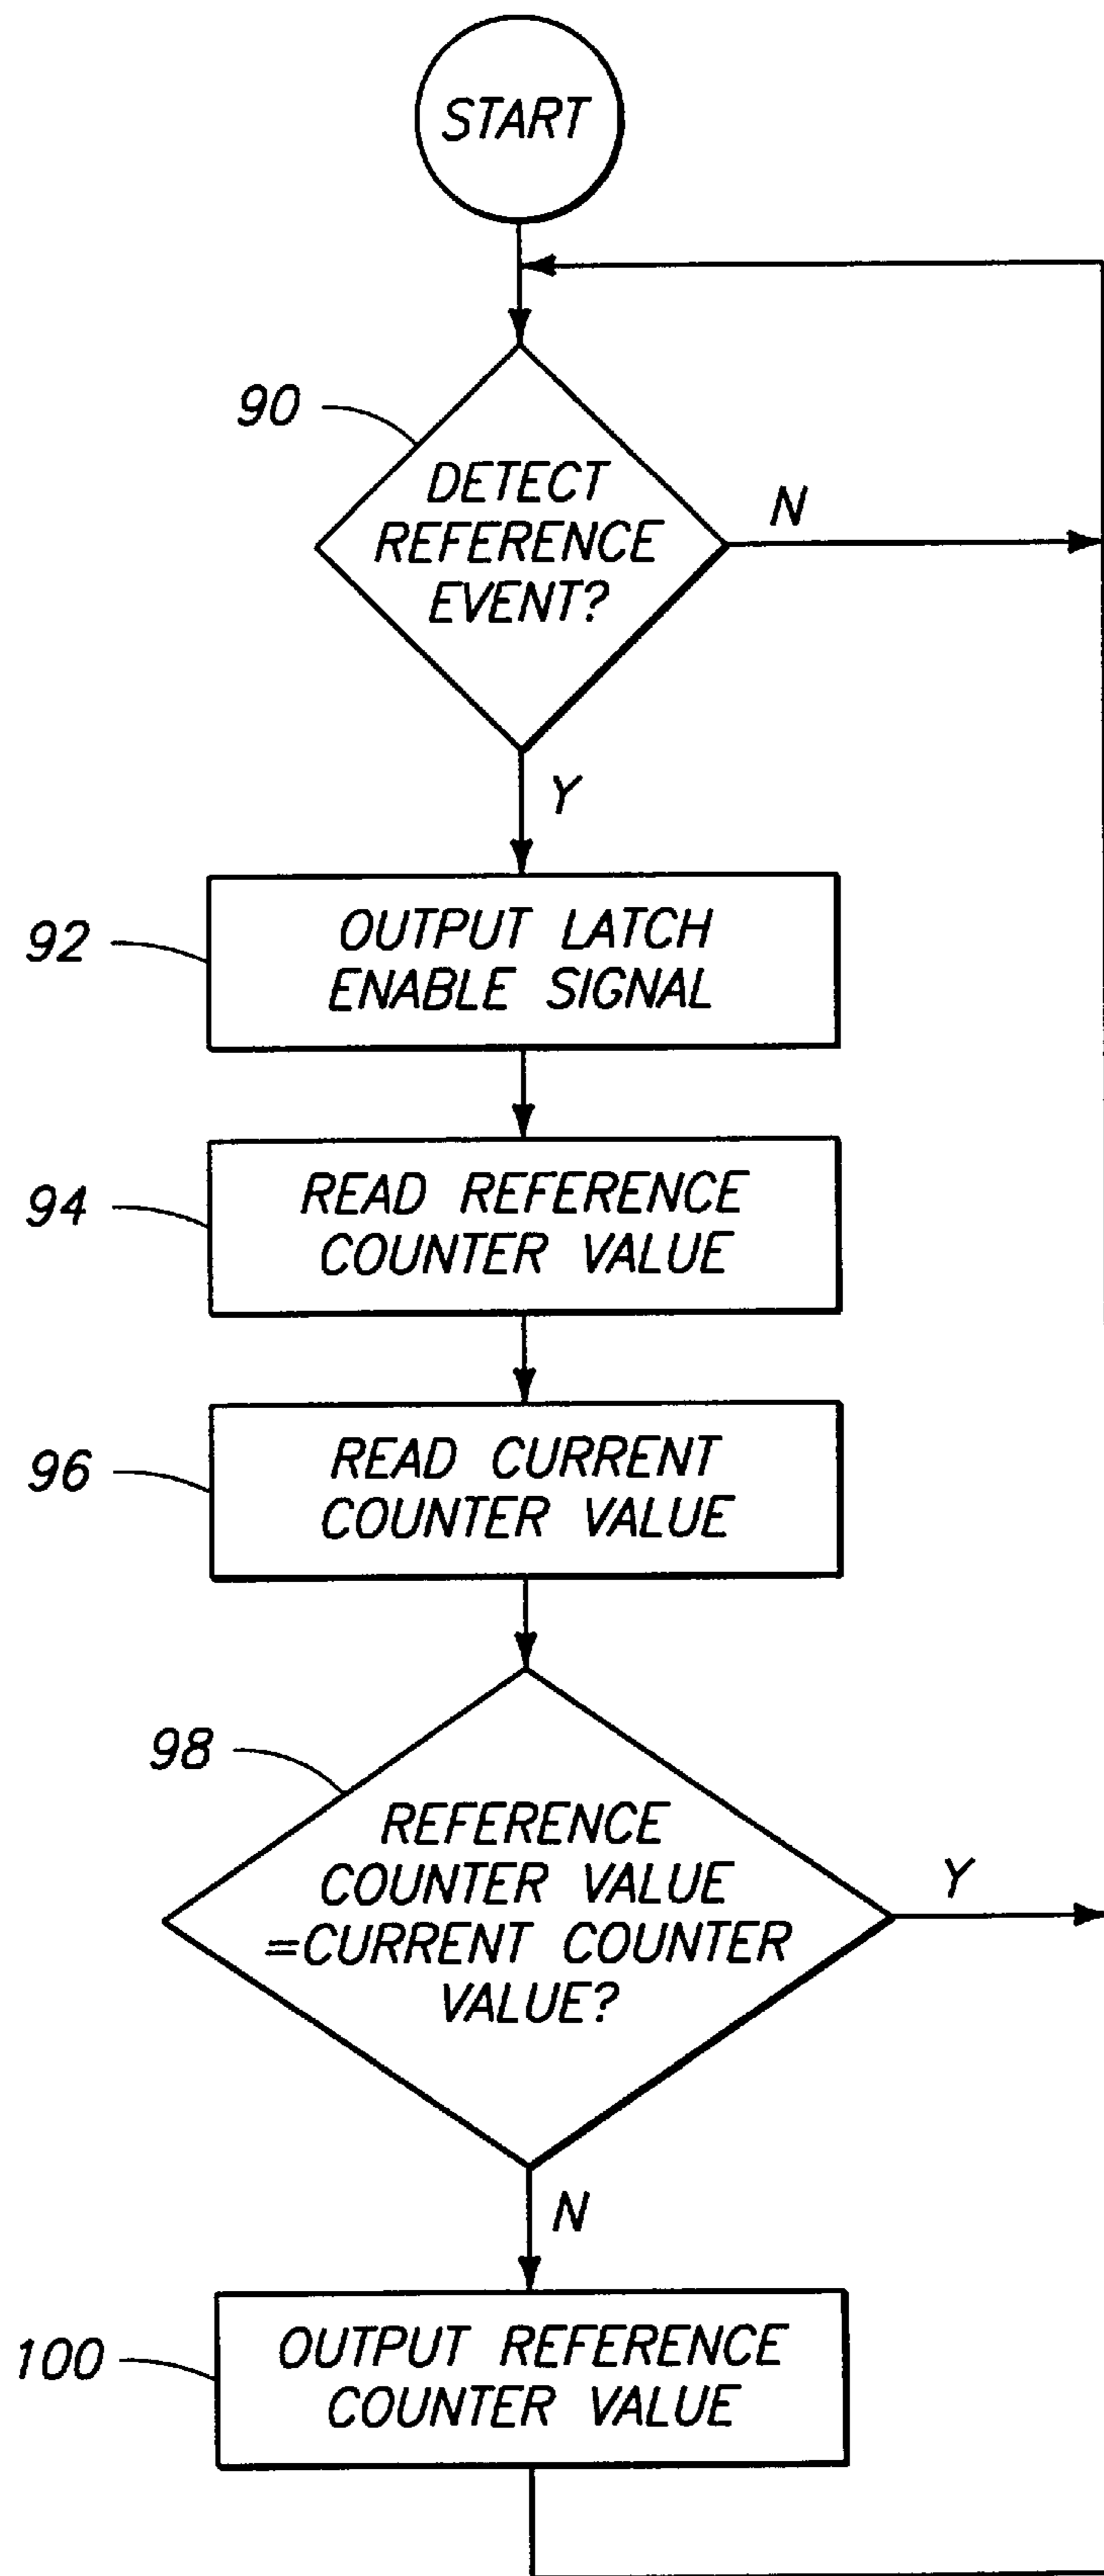 START
90
DETECT
REFERENCE
EVENT?
N
Y
92
OUTPUT LATCH
ENABLE SIGNAL
94
READ REFERENCE
COUNTER VALUE
96
READ CURRENT
COUNTER VALUE
98
REFERENCE
COUNTER VALUE
=CURRENT COUNTER
VALUE?
Y
N
100
OUTPUT REFERENCE
COUNTER VALUE